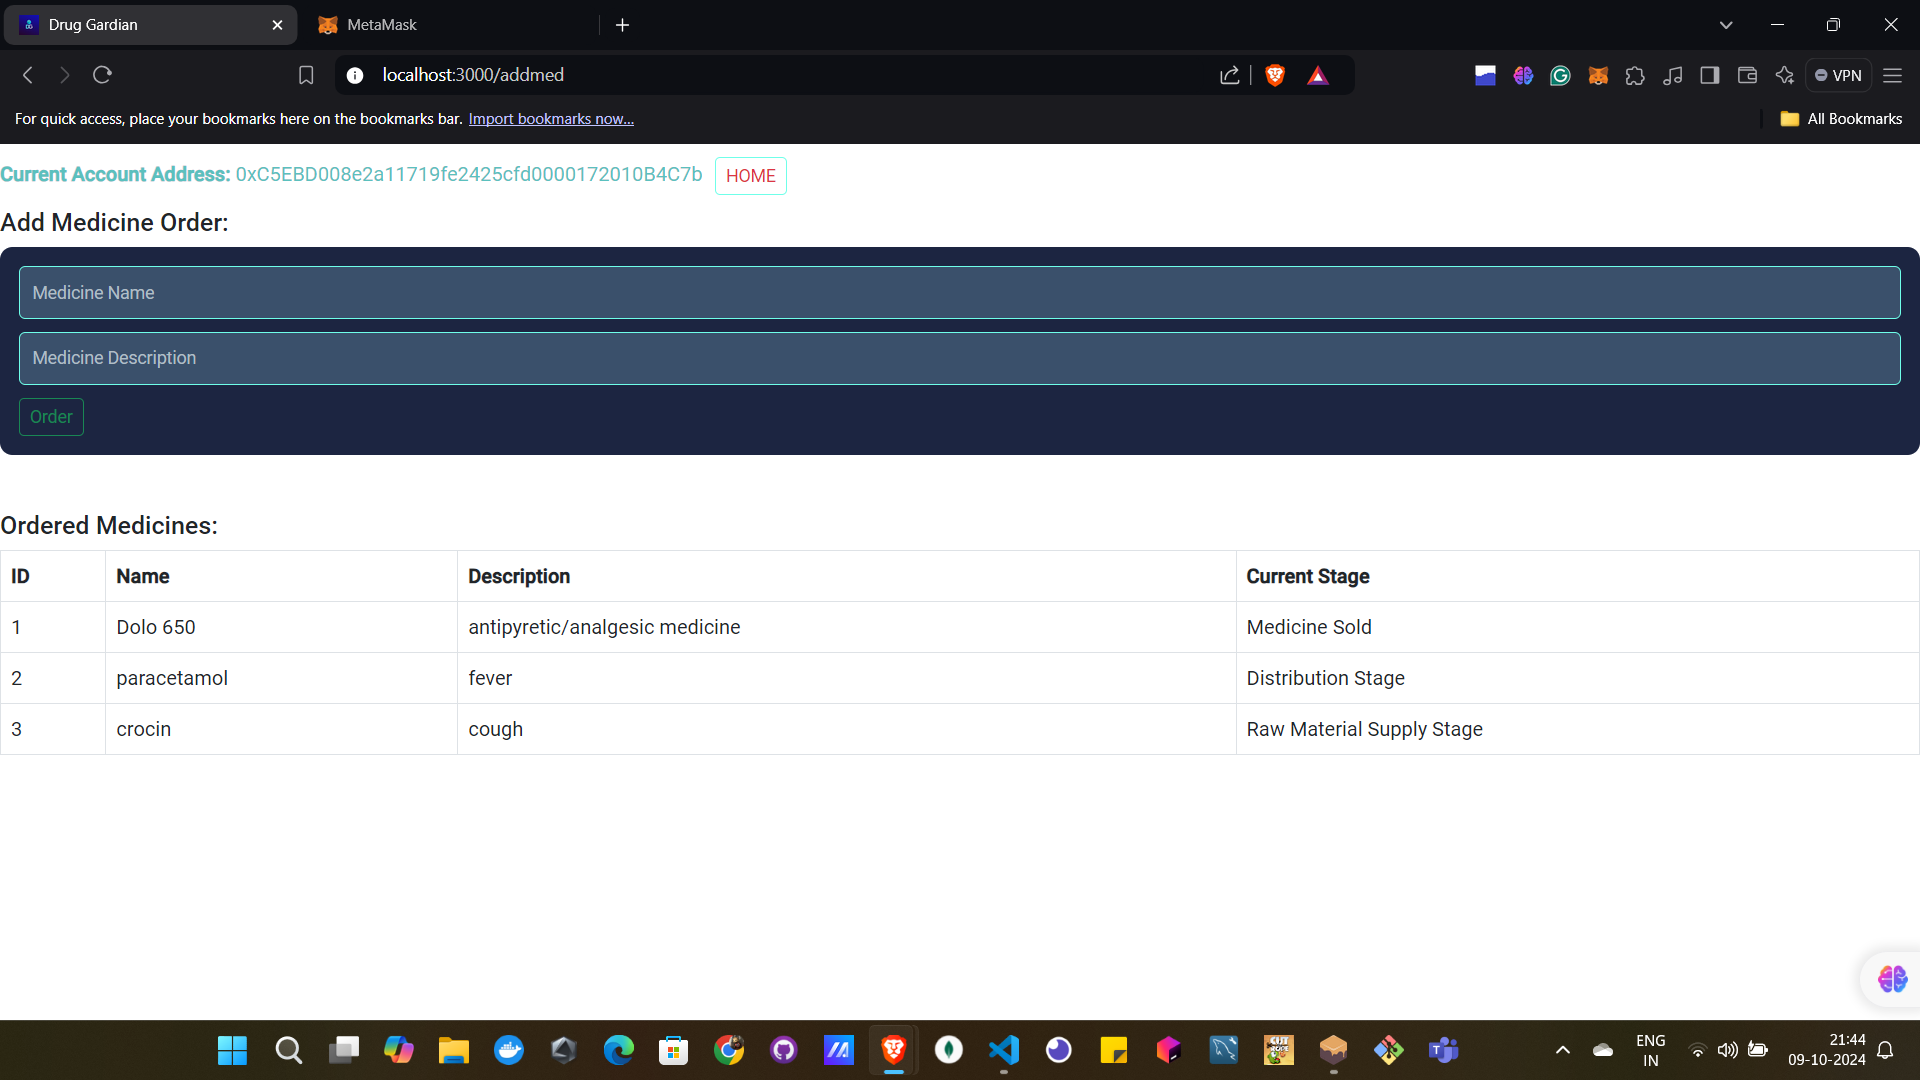 Drug Gardian
MetaMask
localhost:3000/addmed
VPN
For quick access, place your bookmarks here on the bookmarks bar. Import bookmarks now...
All Bookmarks
Current Account Address: 0xC5EBD008e2a11719fe2425cfd0000172010B4C7b HOME
Add Medicine Order:
Medicine Name
Medicine Description
Order
Ordered Medicines:
ID Name Description Current Stage
1 Dolo 650 antipyretic/analgesic medicine Medicine Sold
2 paracetamol fever Distribution Stage
3 crocin cough Raw Material Supply Stage
CUT
ROPE
T
ENG
IN
21:44
09-10-2024